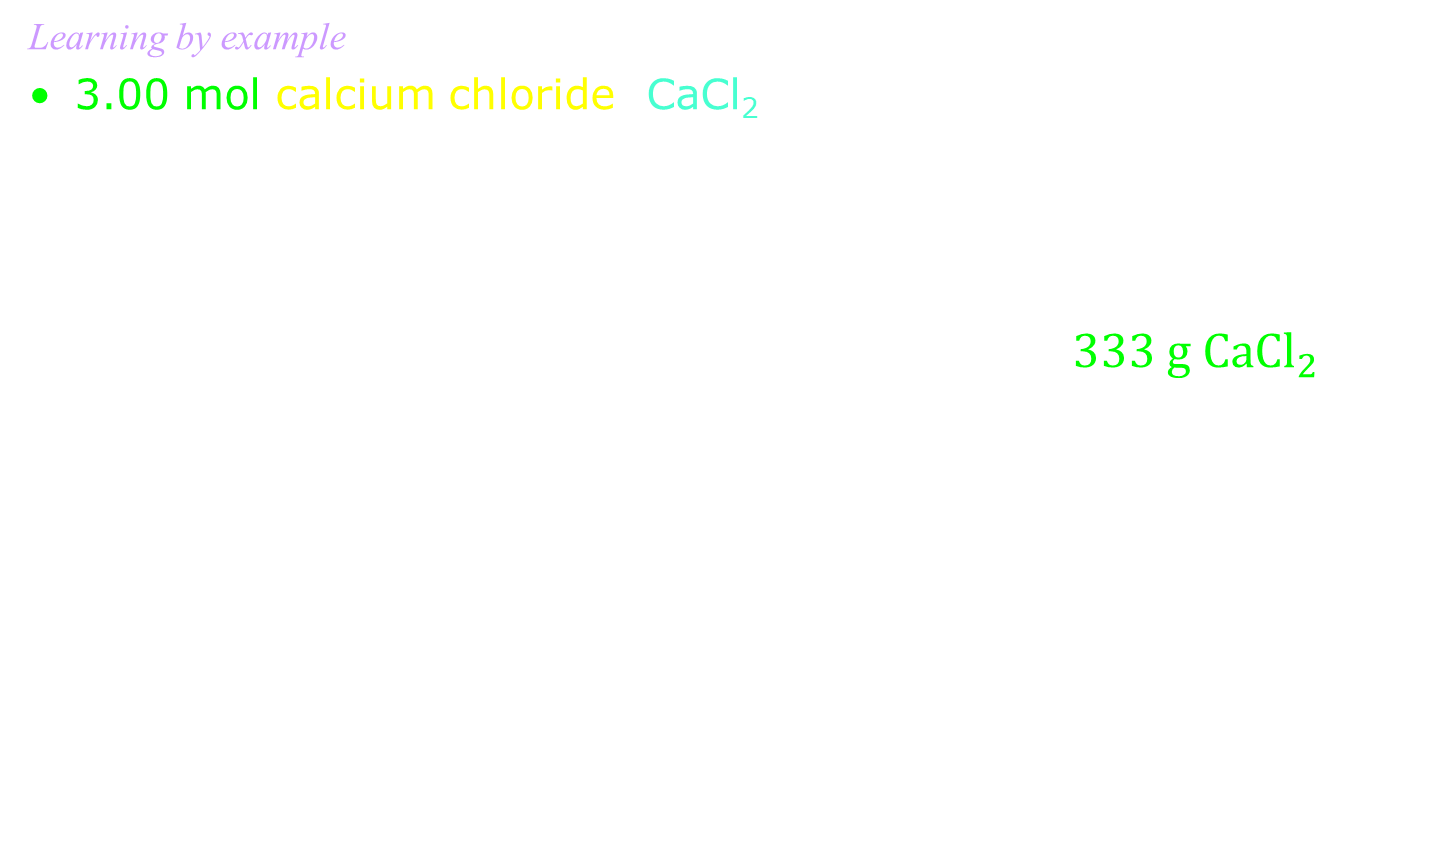 Learning by example
• 3.00 mol calcium chloride CaCl₂
333 g CaCl₂